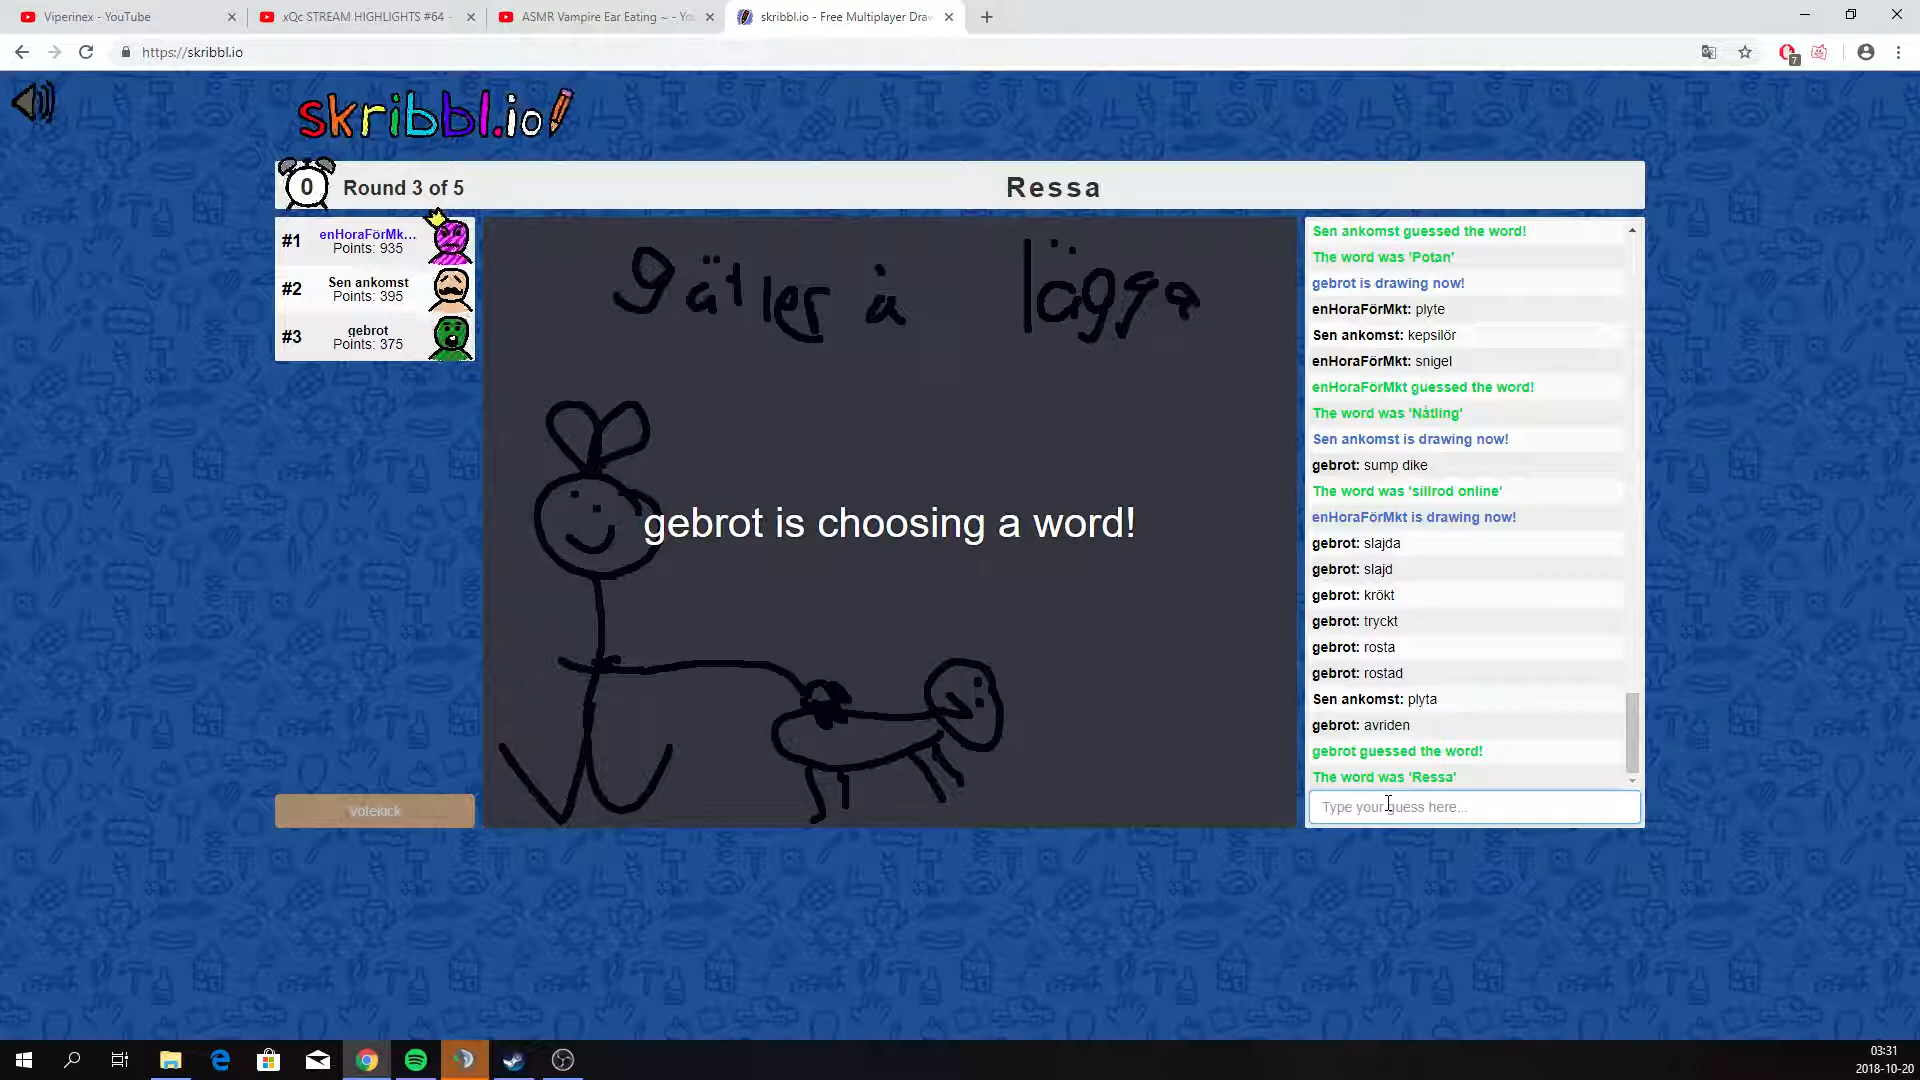 Viperinex - YouTube
xQc STREAM HIGHLIGHTS #64 -
ASMR Vampire Ear Eating ~ - Yo
skribbl.io - Free Multiplayer Draw
https://skribbl.io
7
skribbl.io
0
Round 3 of 5
Ressa
#1
enHoraFörMk...
Points: 935
#2
Sen ankomst
Points: 395
#3
gebrot
Points: 375
Votekick
lägga
gebrot is choosing a word!
Sen ankomst guessed the word!
The word was 'Potan'
gebrot is drawing now!
enHoraFörMkt: plyte
Sen ankomst: kepsilör
enHoraFörMkt: snigel
enHoraFörMkt guessed the word!
The word was 'Nåtling'
Sen ankomst is drawing now!
gebrot: sump dike
The word was 'sillrod online'
enHoraFörMkt is drawing now!
gebrot: slajda
gebrot: slajd
gebrot: krökt
gebrot: tryckt
gebrot: rosta
gebrot: rostad
Sen ankomst: plyta
gebrot: avriden
gebrot guessed the word!
The word was 'Ressa'
Type your guess here...
03:31
2018-10-20